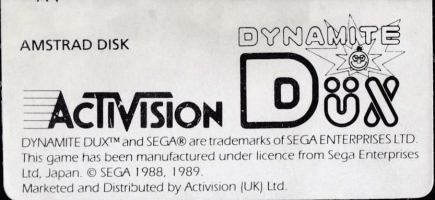 AMSTRAD DISK
DYNAMITE
DüX
ACTIVISION
DYNAMITE DUX™ and SEGA® are trademarks of SEGA ENTERPRISES LTD.
This game has been manufactured under licence from Sega Enterprises
Ltd, Japan. © SEGA 1988, 1989.
Marketed and Distributed by Activision (UK) Ltd.